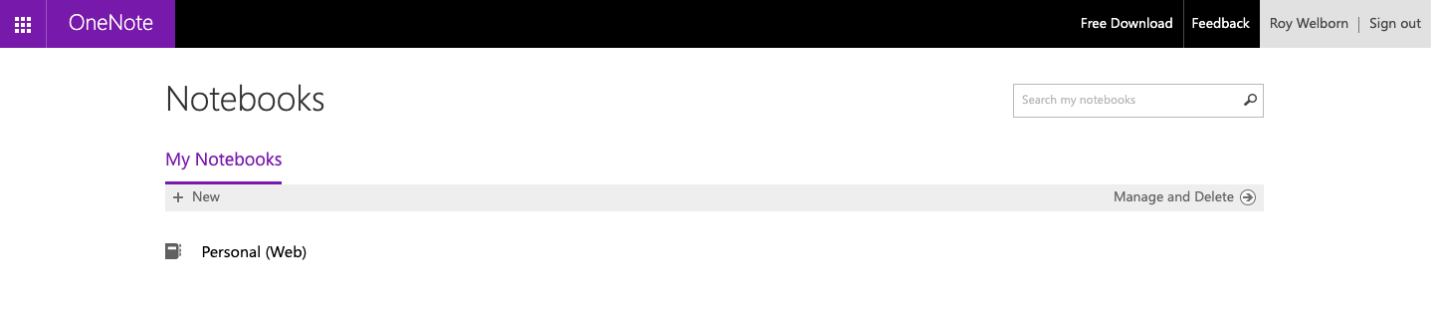 OneNote
Free Download
Feedback
Roy Welborn | Sign out
Notebooks
Search my notebooks
My Notebooks
+ New
Manage and Delete
Personal (Web)